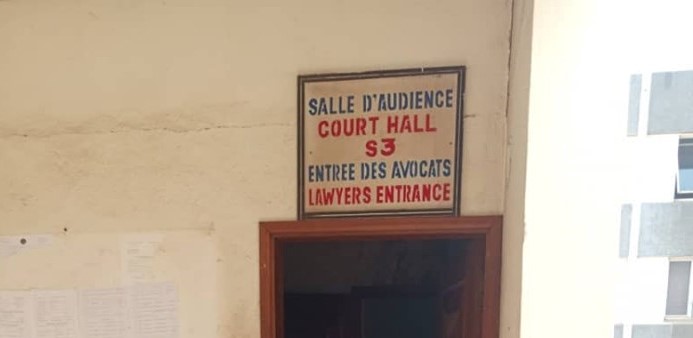 SALLE D'AUDIENCE
COURT HALL
S3
ENTREE DES AVOCATS
LAWYERS ENTRANCE